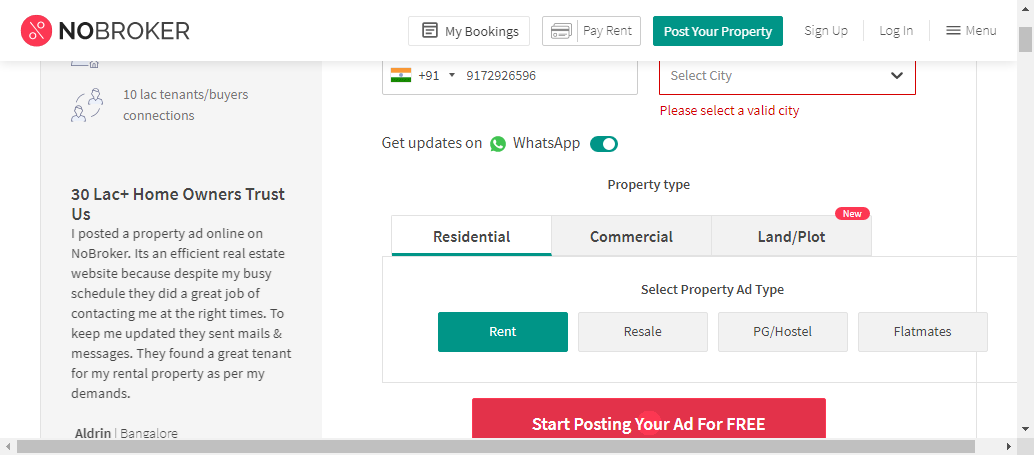 NOBROKER
My Bookings
Pay Rent
Post Your Property
Sign Up
Log In
Menu
10 lac tenants/buyers
connections
30 Lac+ Home Owners Trust
Us
I posted a property ad online on
NoBroker. Its an efficient real estate
website because despite my busy
schedule they did a great job of
contacting me at the right times. To
keep me updated they sent mails &
messages. They found a great tenant
for my rental property as per my
demands.
Aldrin | Bangalore
+91 9172926596
Select City
Please select a valid city
Get updates on WhatsApp
Property type
New
Residential
Commercial
Land/Plot
Select Property Ad Type
Rent
Resale
PG/Hostel
Flatmates
Start Posting Your Ad For FREE